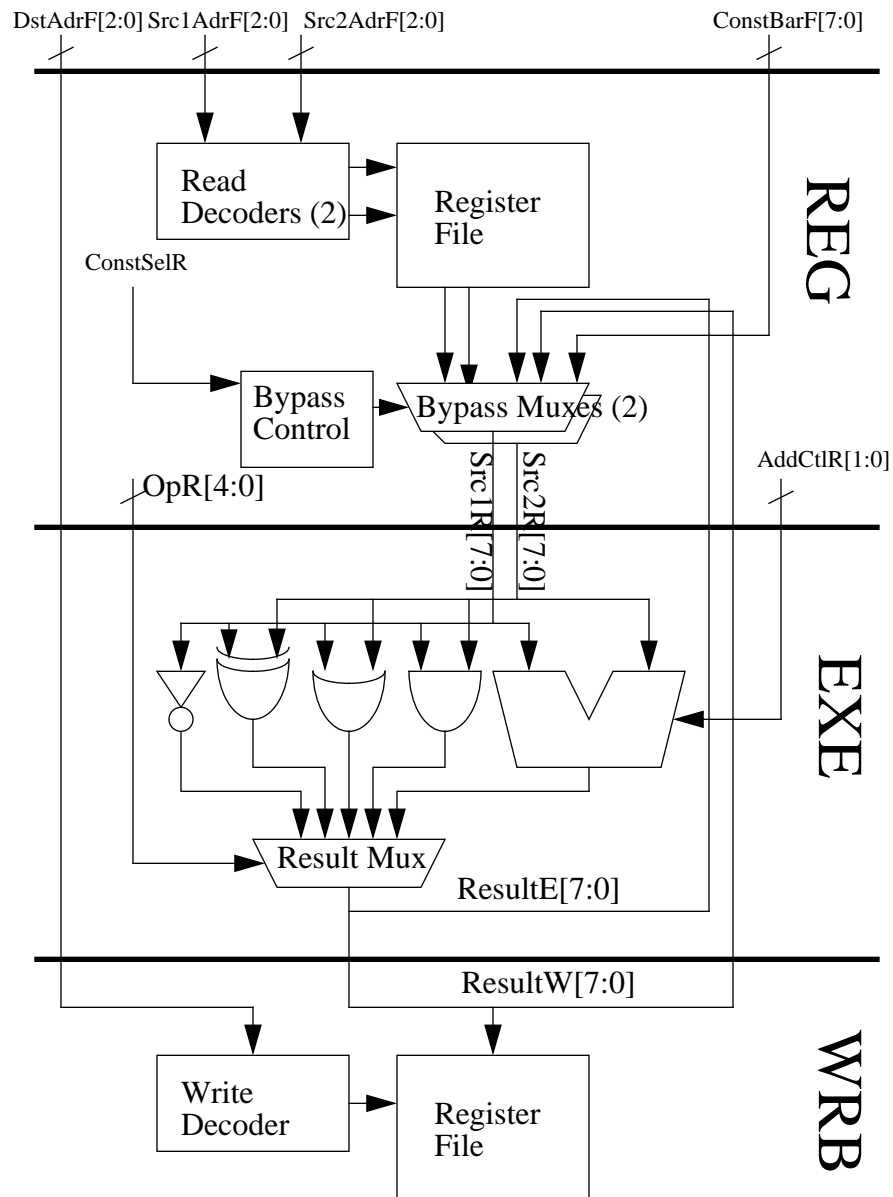 DstAdrF[2:0] Src1AdrF[2:0] Src2AdrF[2:0] ConstBarF[7:0]
Read
Decoders (2)
Register
File
REG
ConstSelR
Bypass
Control
Bypass Muxes (2)
OpR[4:0]
Src1R[7:0]
Src2R[7:0]
AddCtlR[1:0]
EXE
Result Mux
ResultE[7:0]
ResultW[7:0]
Write
Decoder
Register
File
WRB